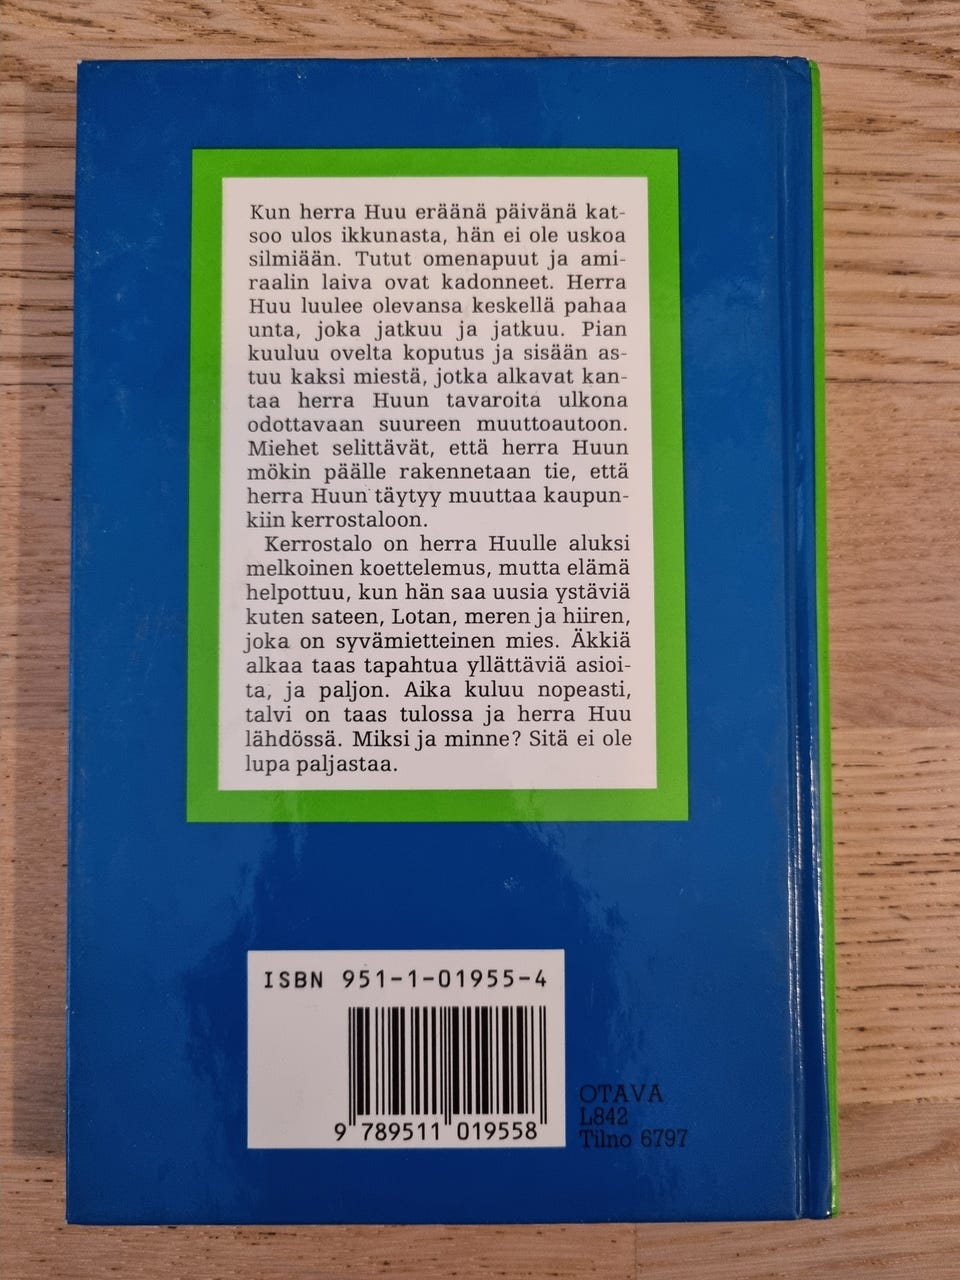 Kun herra Huu eräänä päivänä kat-
soo ulos ikkunasta, hän ei ole uskoa
silmiään. Tutut omenapuut ja ami-
raalin laiva ovat kadonneet. Herra
Huu luulee olevansa keskellä pahaa
unta, joka jatkuu ja jatkuu. Pian
kuuluu ovelta koputus ja sisään as-
tuu kaksi miestä, jotka alkavat kan-
taa herra Huun tavaroita ulkona
odottavaan suureen muuttoautoon.
Miehet selittävät, että herra Huun
mökin päälle rakennetaan tie, että
herra Huun täytyy muuttaa kaupun-
kiin kerrostaloon.
Kerrostalo on herra Huulle aluksi
melkoinen koettelemus, mutta elämä
helpottuu, kun hän saa uusia ystäviä
kuten sateen, Lotan, meren ja hiiren,
joka on syvämietteinen mies. Äkkiä
alkaa taas tapahtua yllättäviä asioi-
ta, ja paljon. Aika kuluu nopeasti,
talvi on taas tulossa ja herra Huu
lähdössä. Miksi ja minne? Sitä ei ole
lupa paljastaa.
ISBN 951-1-01955-4
9 789511 019558
OTAVA
L842
Tilno 6797